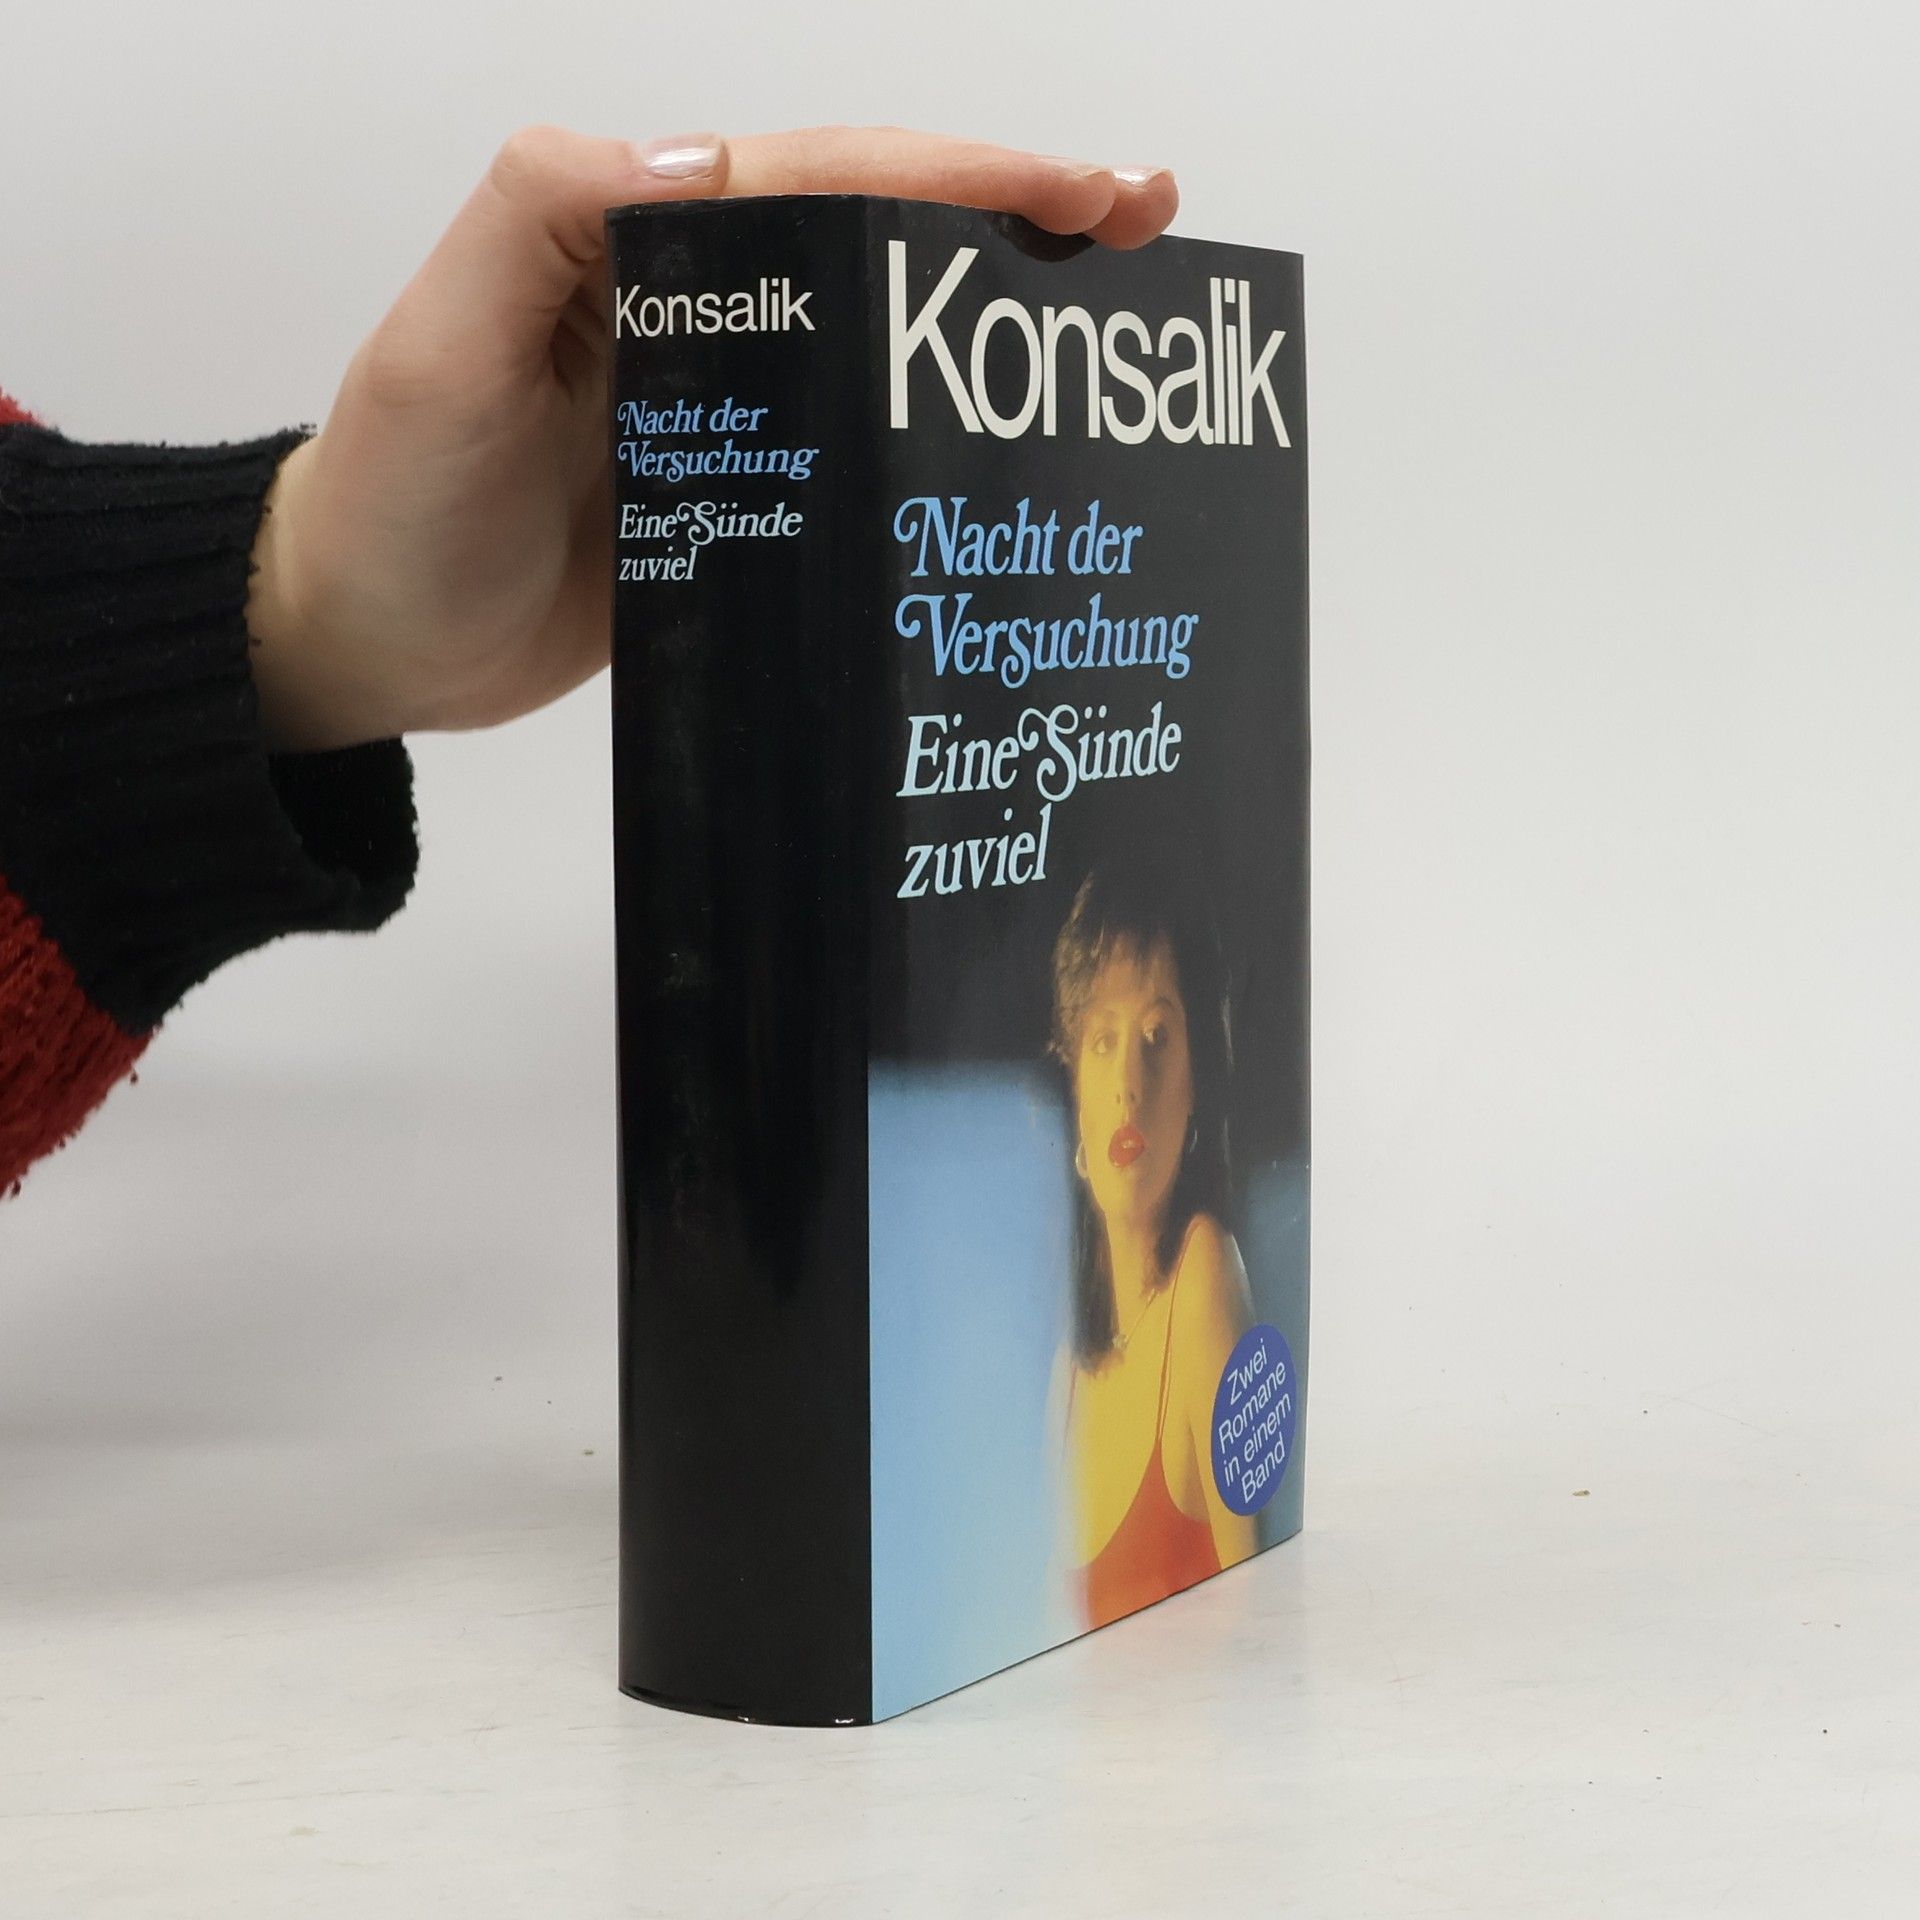 Konsalik
Nacht der
Versuchung
Eine Sünde
zuviel
Konsalik
Nacht der
Versuchung
Eine Sünde
zuviel
Zwei
Romane
in einem
Band